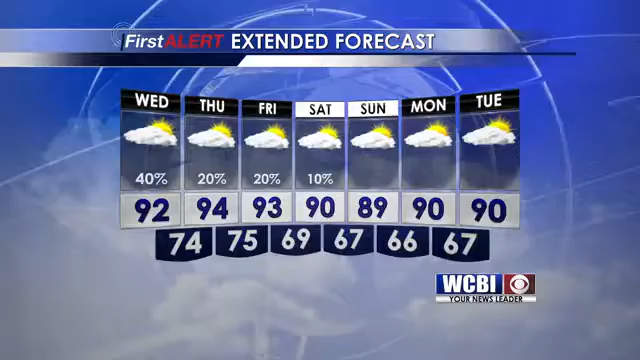 FirstALERT EXTENDED FORECAST
WED THU FRI SAT SUN MON TUE
40% 20% 20% 10%
92 94 93 90 89 90 90
74 75 69 67 66 67
WCBI
YOUR NEWS LEADER